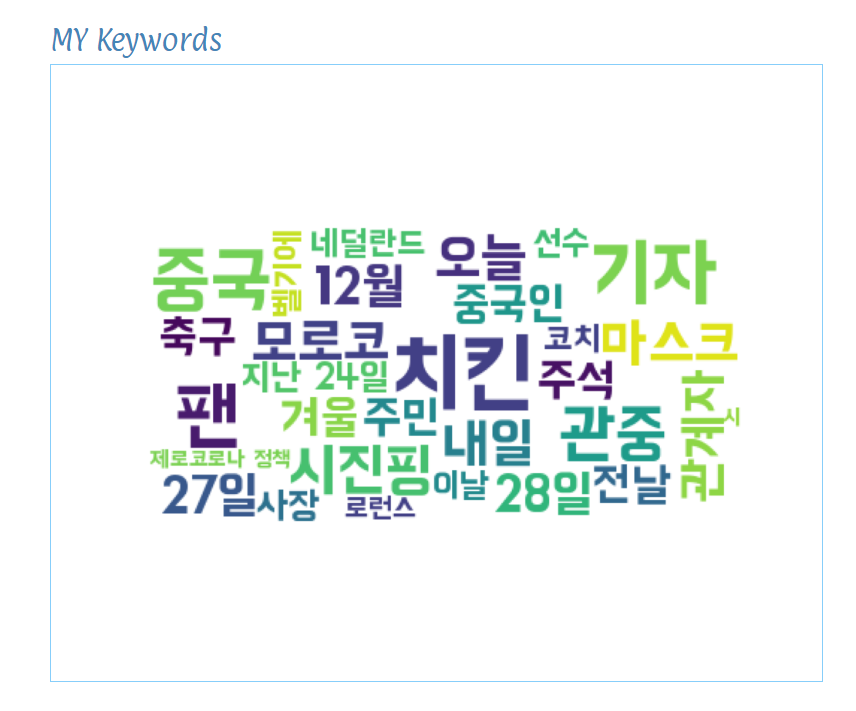 MY Keywords
네덜란드
오늘
선수
중국
벨기에
12월
중국인
기자
축구
모로코
치킨
코치
마스크
지난 24일
주석
팬
겨울
주민
내일
관중
관계자
시
제로코로나 정책
시진핑
이날
28일
전날
27일
사장
로런스